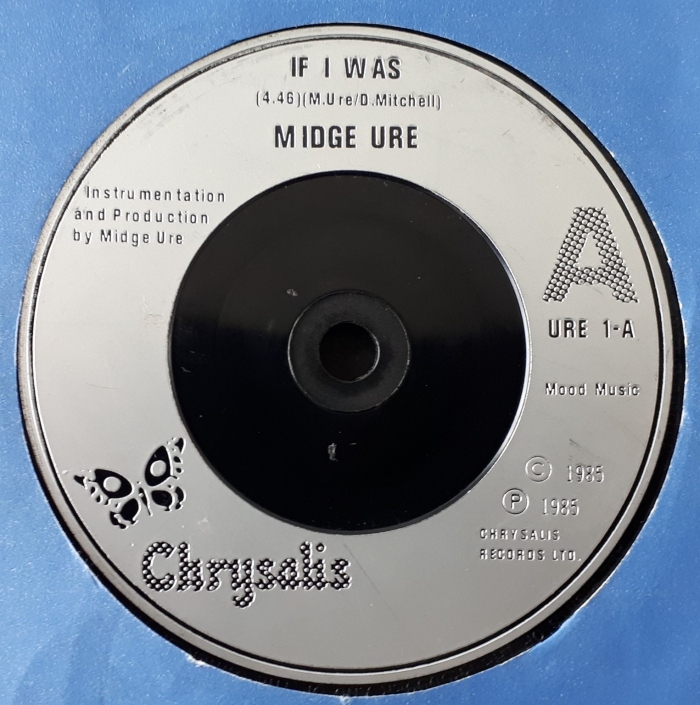 IF I WAS
(4.46)(M.Ure/D.Mitchell)
MIDGE URE
Instrumentation
and Production
by Midge Ure
A
URE 1-A
Mood Music
© 1985
℗ 1985
CHRYSALIS
RECORDS LTD.
Chrysalis